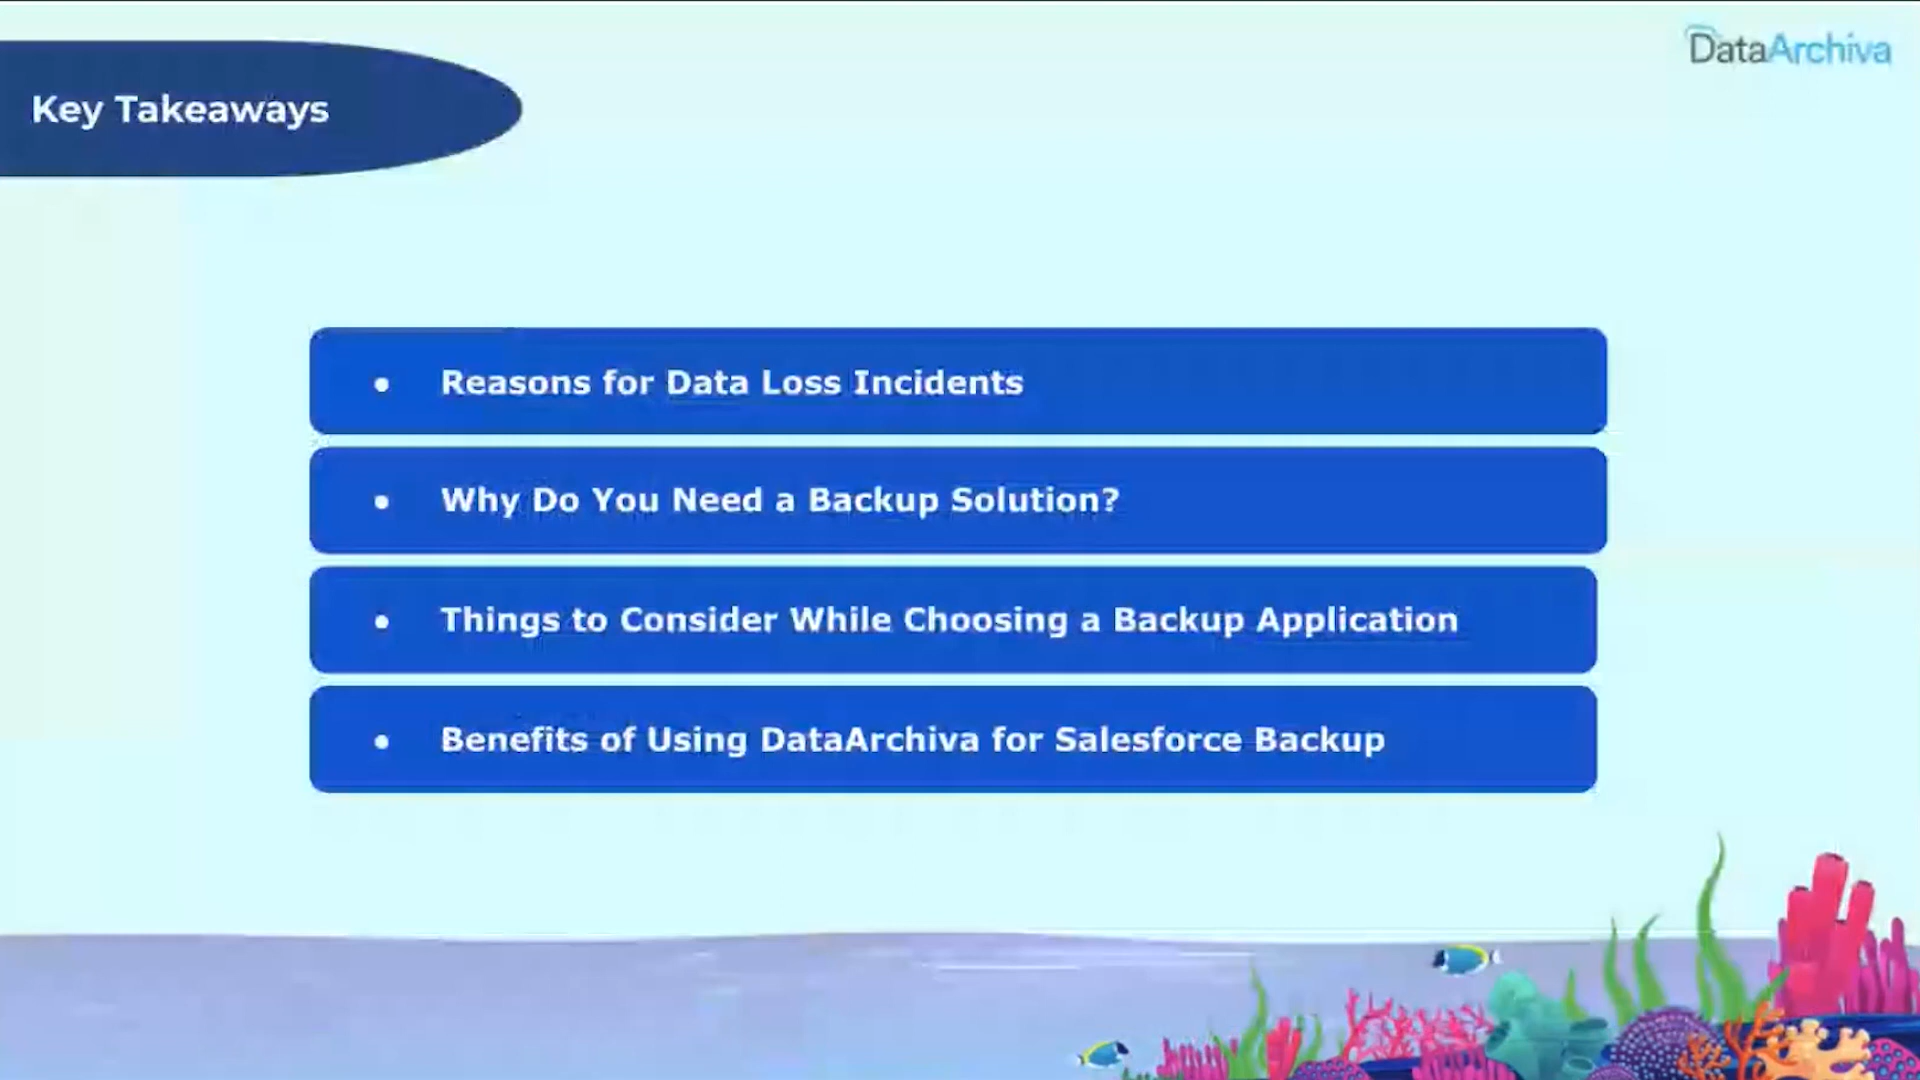 DataArchiva
Key Takeaways
● Reasons for Data Loss Incidents
● Why Do You Need a Backup Solution?
● Things to Consider While Choosing a Backup Application
● Benefits of Using DataArchiva for Salesforce Backup